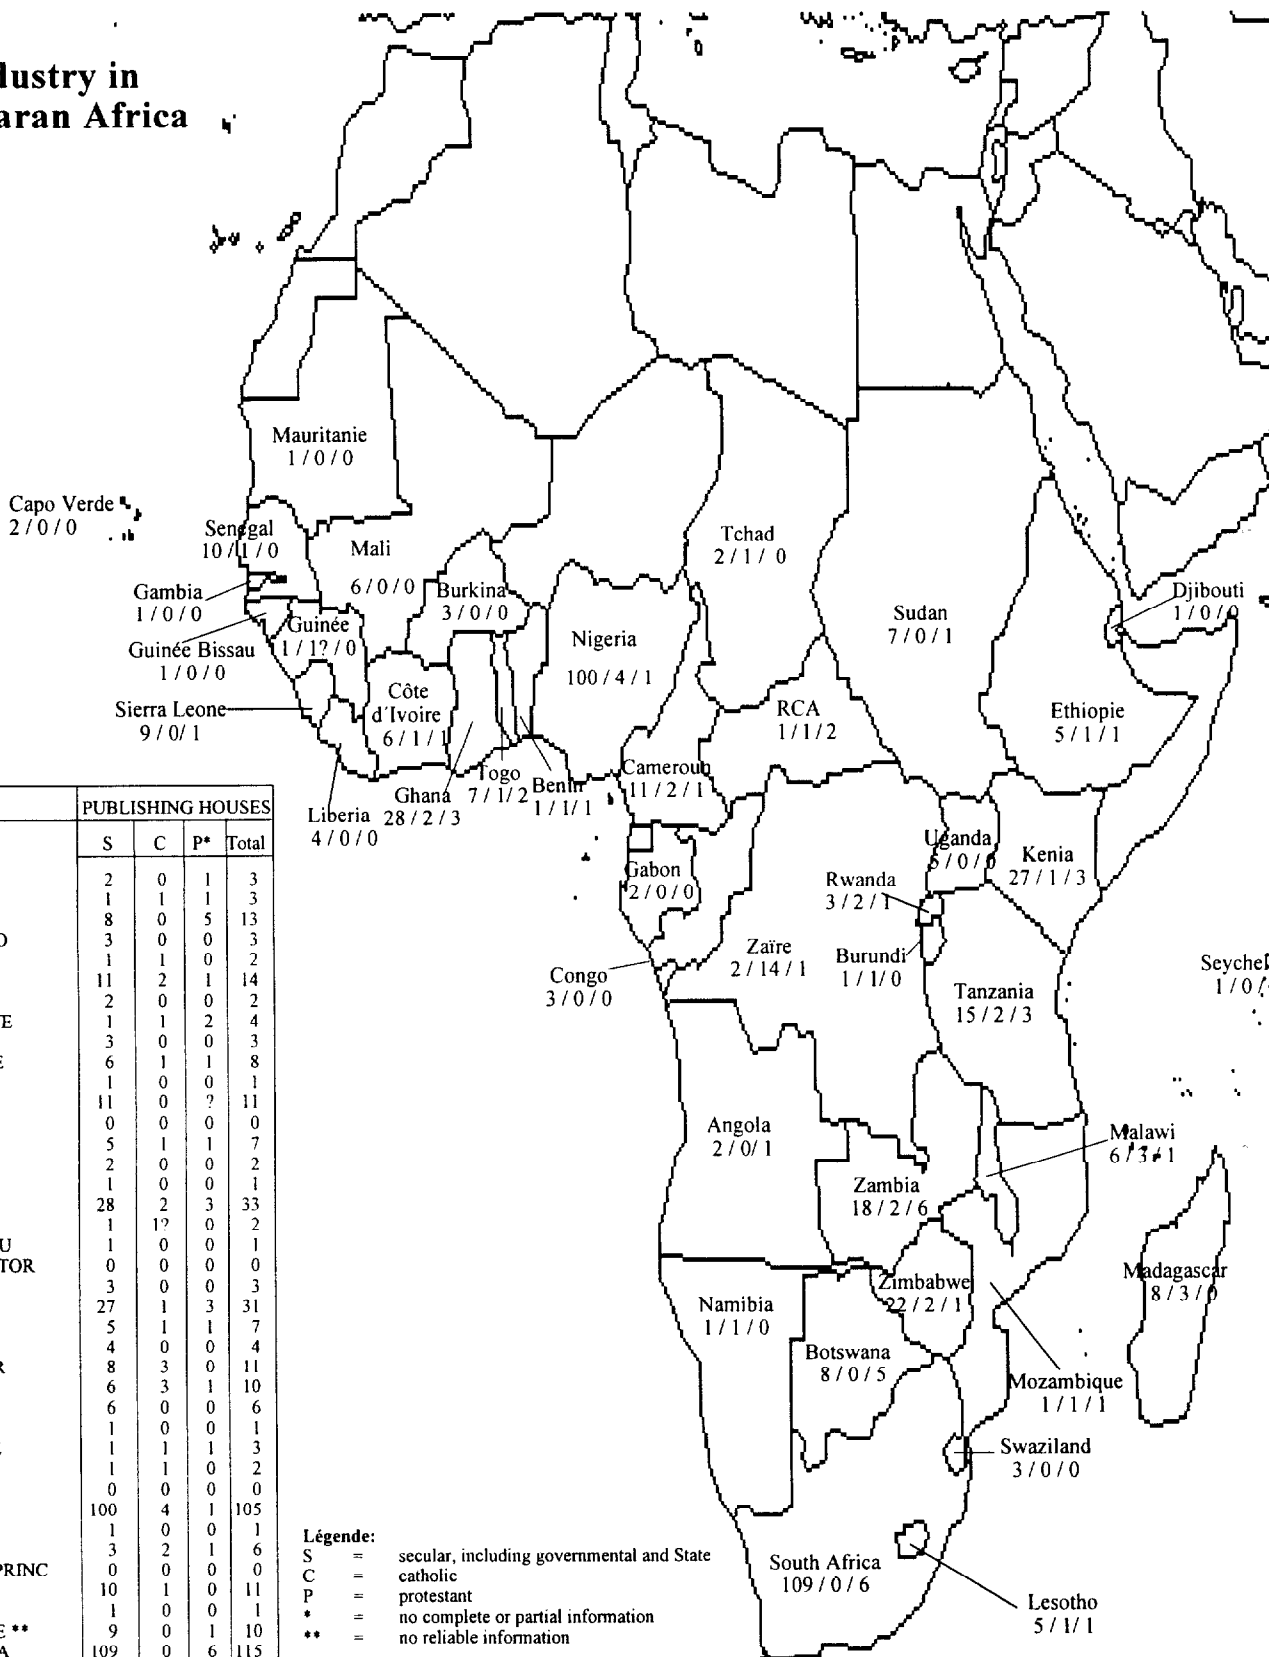 lustry in
aran Africa
Mauritanie
1 / 0 / 0
Capo Verde
2 / 0 / 0
Senegal
10 / 1 / 0
Mali
6 / 0 / 0
Gambia
1 / 0 / 0
Burkina
3 / 0 / 0
Guinée
1 / 1? / 0
Guinée Bissau
1 / 0 / 0
Sierra Leone
9 / 0 / 1
Côte
d'Ivoire
6 / 1 / 1
Liberia
4 / 0 / 0
Ghana
28 / 2 / 3
Togo
7 / 1 / 2
Benin
1 / 1 / 1
Nigeria
100 / 4 / 1
Tchad
2 / 1 / 0
Sudan
7 / 0 / 1
Djibouti
1 / 0 / 0
RCA
1 / 1 / 2
Ethiopie
5 / 1 / 1
Cameroun
11 / 2 / 1
Gabon
2 / 0 / 0
Congo
3 / 0 / 0
Zaïre
2 / 14 / 1
Uganda
5 / 0 / 0
Kenia
27 / 1 / 3
Rwanda
3 / 2 / 1
Burundi
1 / 1 / 0
Tanzania
15 / 2 / 3
Seychel
1 / 0 /
Angola
2 / 0 / 1
Zambia
18 / 2 / 6
Malawi
6 / 3 / 1
Madagascar
8 / 3 / 0
Namibia
1 / 1 / 0
Zimbabwe
22 / 2 / 1
Botswana
8 / 0 / 5
Mozambique
1 / 1 / 1
Swaziland
3 / 0 / 0
South Africa
109 / 0 / 6
Lesotho
5 / 1 / 1
PUBLISHING HOUSES
S C P* Total
2 0 1 3
1 1 1 3
8 0 5 13
O 3 0 0 3
1 1 0 2
11 2 1 14
2 0 0 2
E 1 1 2 4
3 0 0 3
E 6 1 1 8
1 0 0 1
11 0 ? 11
0 0 0 0
5 1 1 7
2 0 0 2
1 0 0 1
28 2 3 33
1 1? 0 2
U 1 0 0 1
TOR 0 0 0 0
3 0 0 3
27 1 3 31
5 1 1 7
4 0 0 4
R 8 3 0 11
6 3 1 10
6 0 0 6
1 0 0 1
1 1 1 3
1 1 0 2
0 0 0 0
100 4 1 105
1 0 0 1
3 2 1 6
PRINC 0 0 0 0
10 1 0 11
1 0 0 1
E ** 9 0 1 10
A 109 0 6 115
Légende:
S = secular, including governmental and State
C = catholic
P = protestant
* = no complete or partial information
** = no reliable information